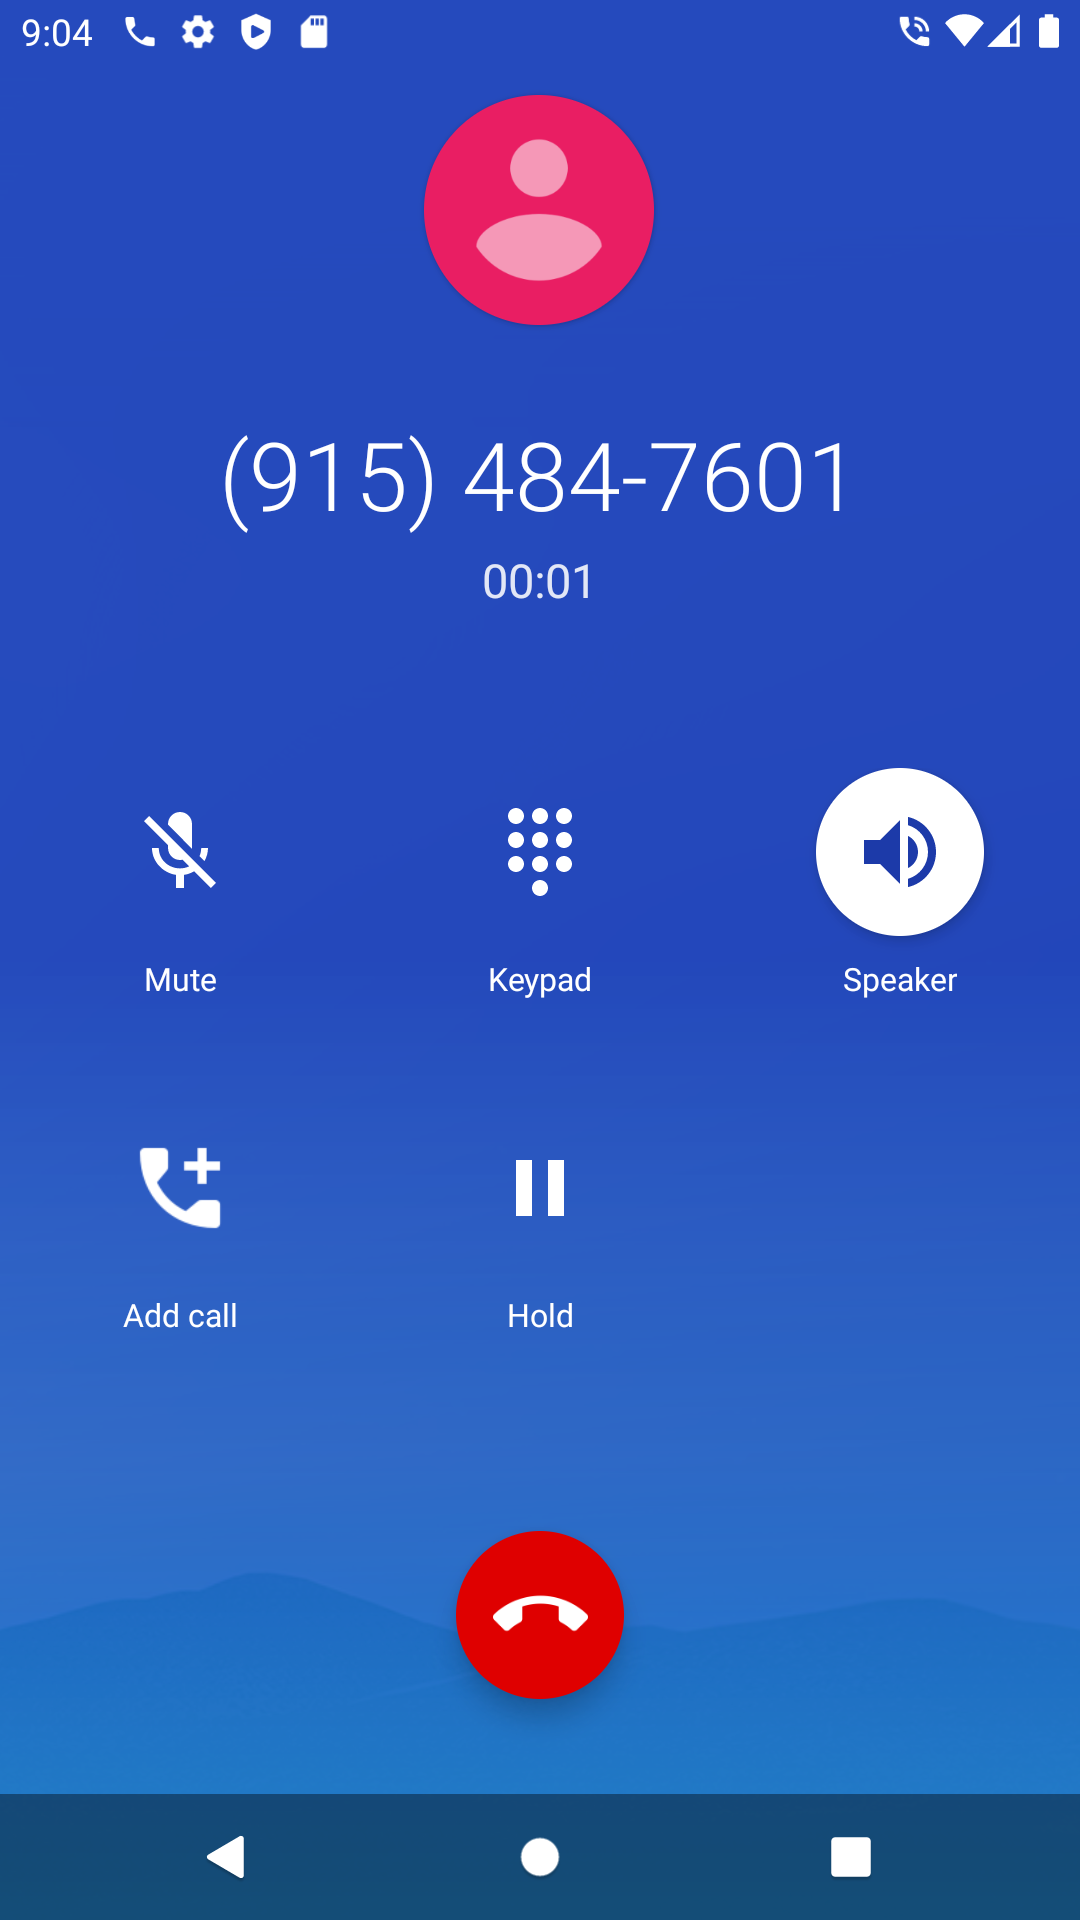 9:04
(915) 484-7601
00:01
Mute
Keypad
Speaker
Add call
Hold